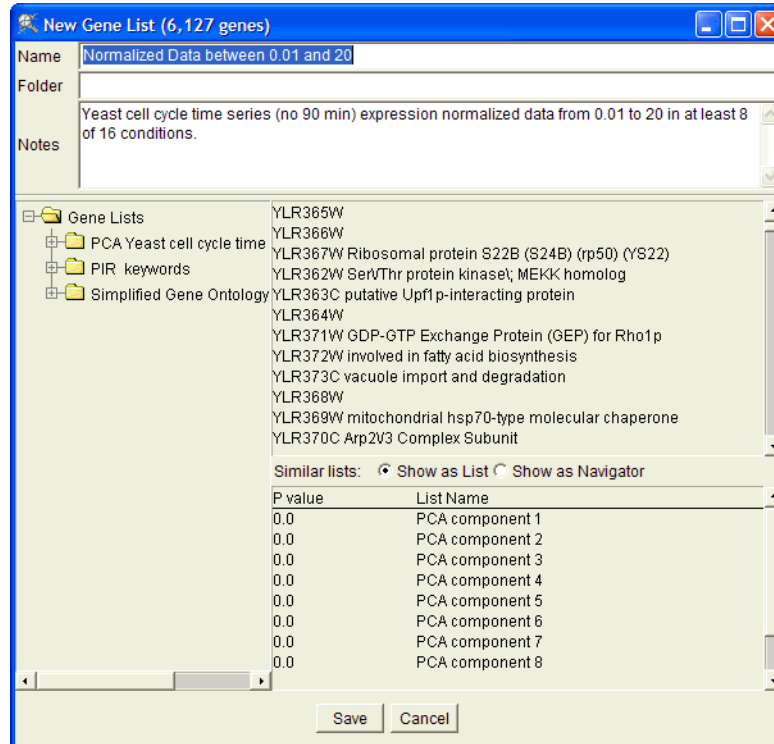 New Gene List (6,127 genes)
Name Normalized Data between 0.01 and 20
Folder
Notes
Yeast cell cycle time series (no 90 min) expression normalized data from 0.01 to 20 in at least 8
of 16 conditions.
Gene Lists
PCA Yeast cell cycle time
PIR keywords
Simplified Gene Ontology
YLR365W
YLR366W
YLR367W Ribosomal protein S22B (S24B) (rp50) (YS22)
YLR362W Ser\/Thr protein kinase\; MEKK homolog
YLR363C putative Upf1p-interacting protein
YLR364W
YLR371W GDP-GTP Exchange Protein (GEP) for Rho1p
YLR372W involved in fatty acid biosynthesis
YLR373C vacuole import and degradation
YLR368W
YLR369W mitochondrial hsp70-type molecular chaperone
YLR370C Arp2\/3 Complex Subunit
Similar lists: Show as List Show as Navigator
P value List Name
0.0 PCA component 1
0.0 PCA component 2
0.0 PCA component 3
0.0 PCA component 4
0.0 PCA component 5
0.0 PCA component 6
0.0 PCA component 7
0.0 PCA component 8
Save Cancel